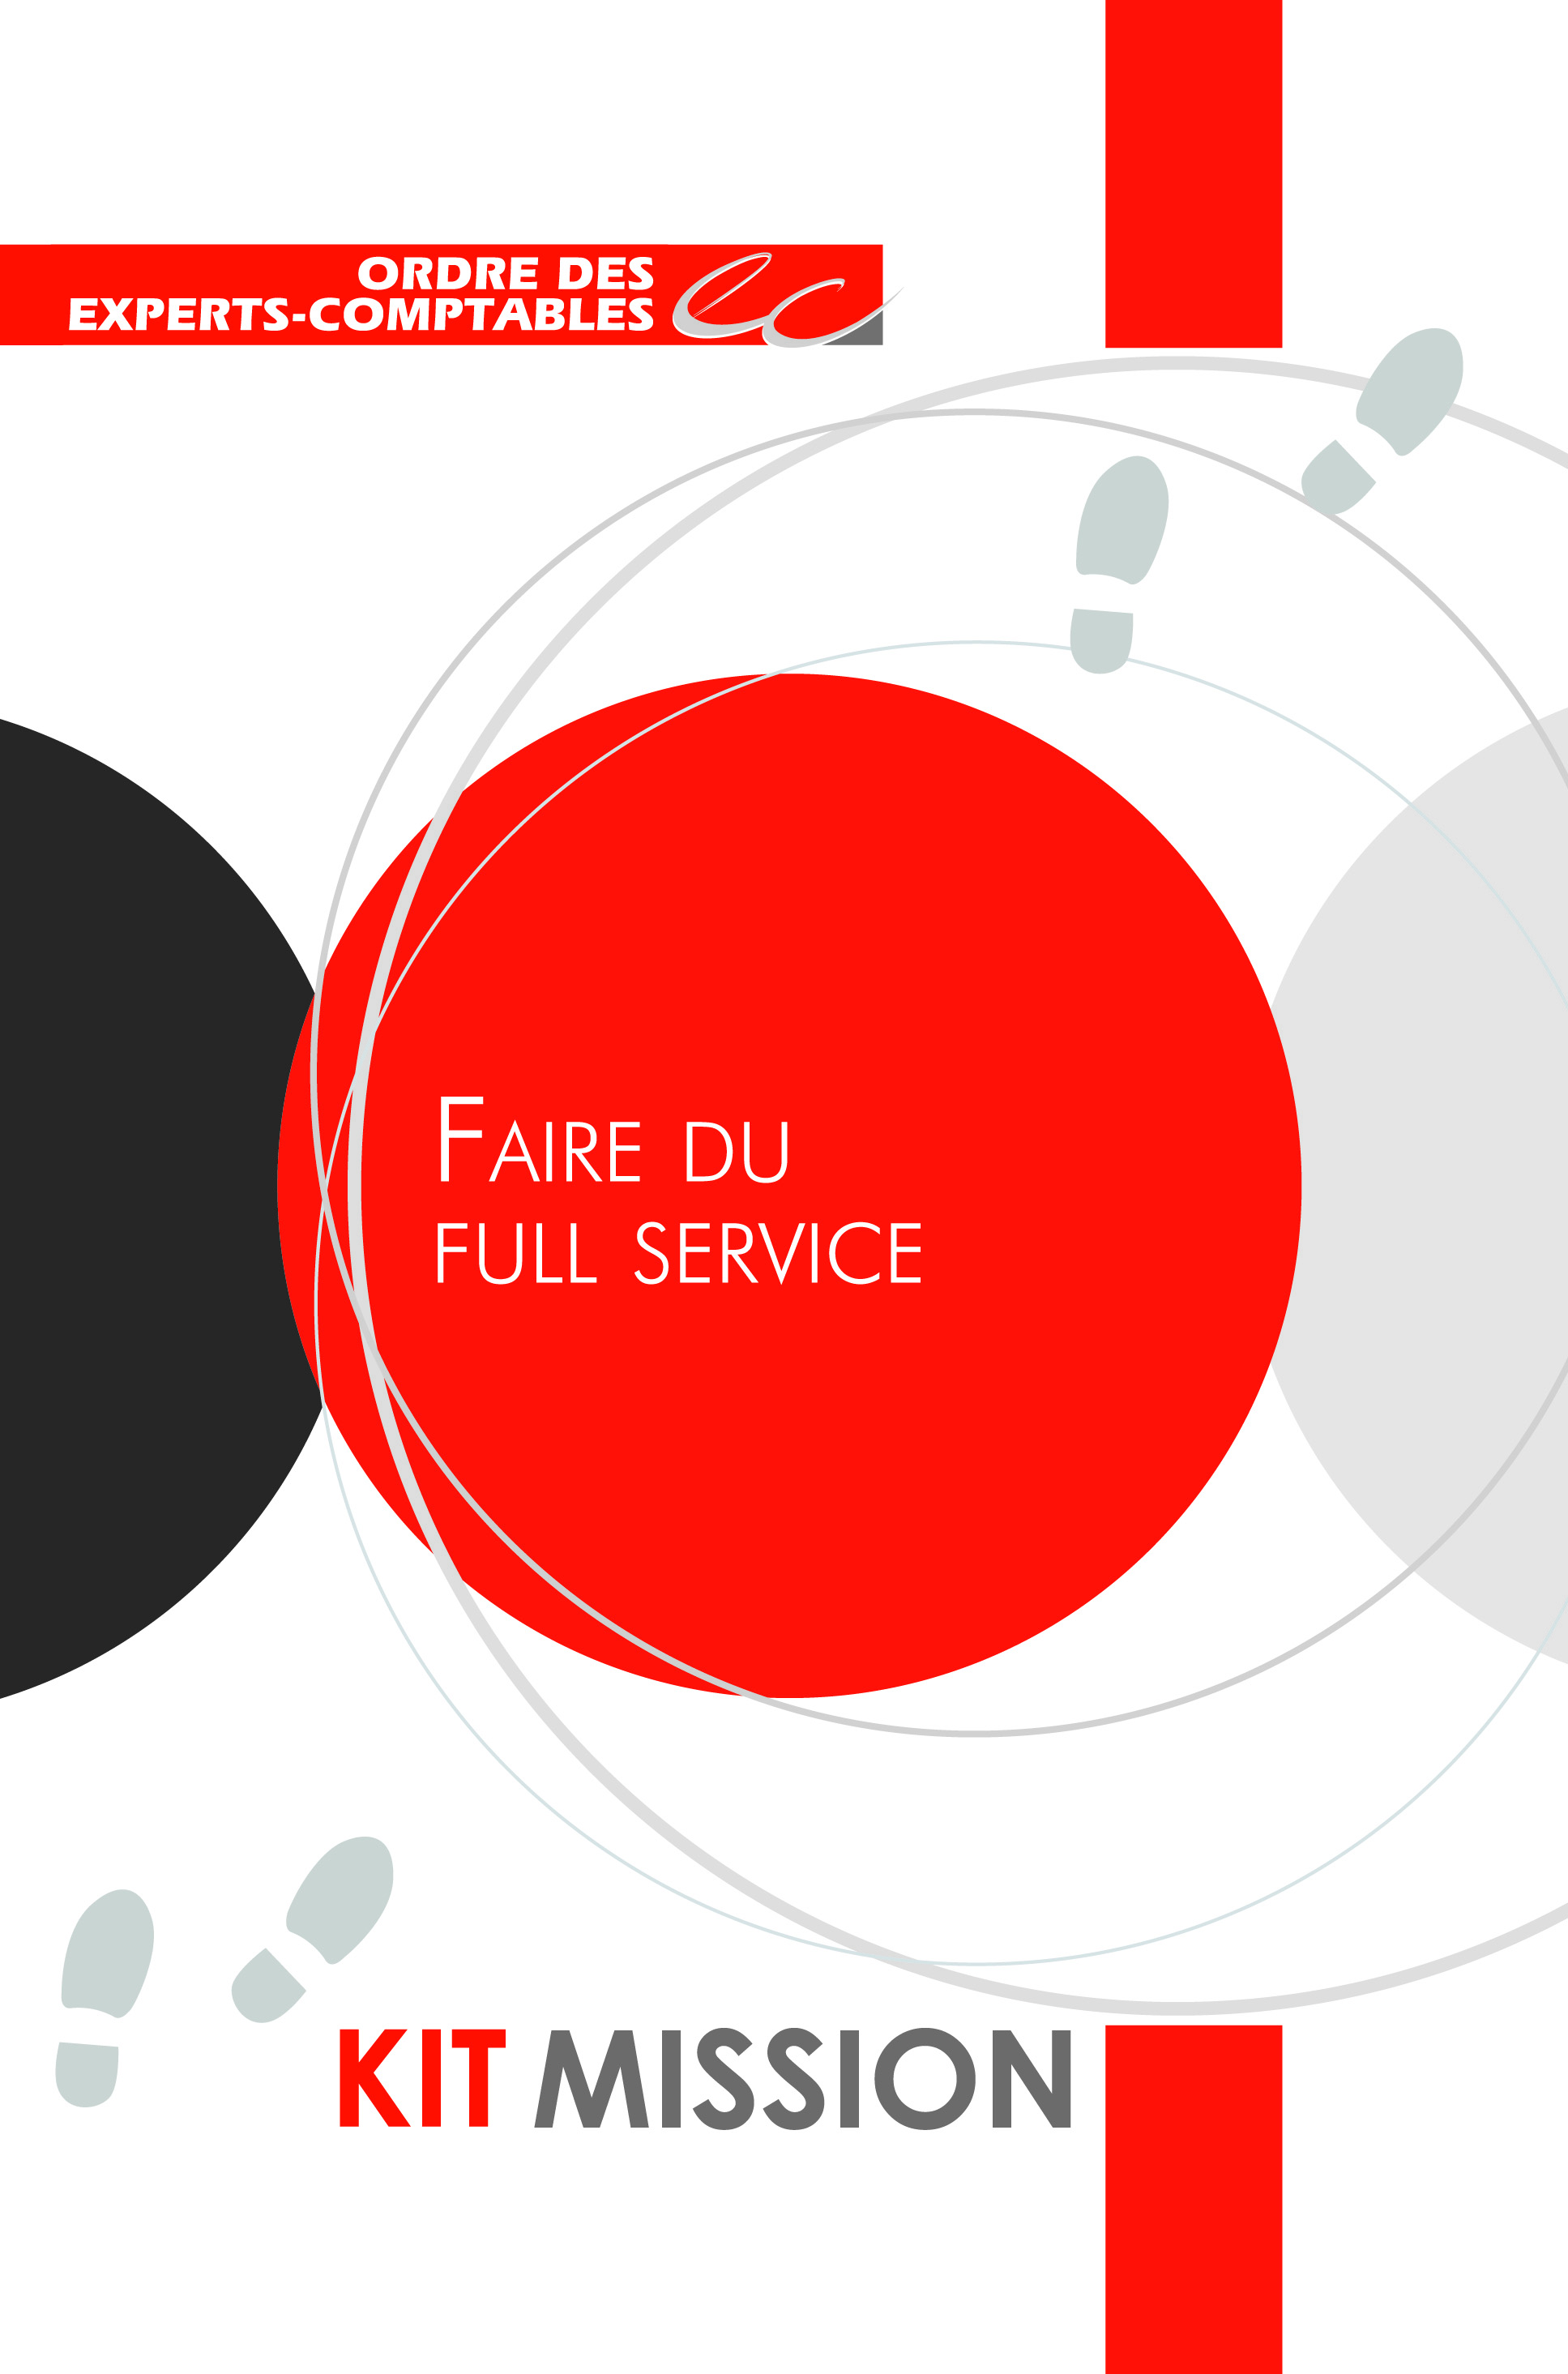 ORDRE DES
EXPERTS-COMPTABLES
FAIRE DU
FULL SERVICE
KIT MISSION